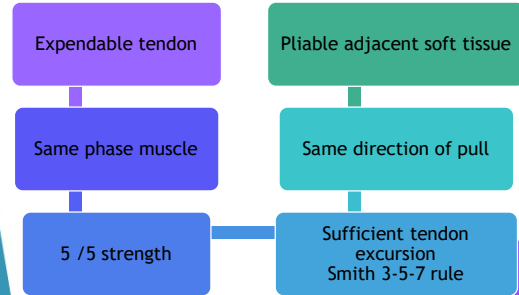 Expendable tendon
Same phase muscle
5 /5 strength
Sufficient tendon
excursion
Smith 3-5-7 rule
Same direction of pull
Pliable adjacent soft tissue